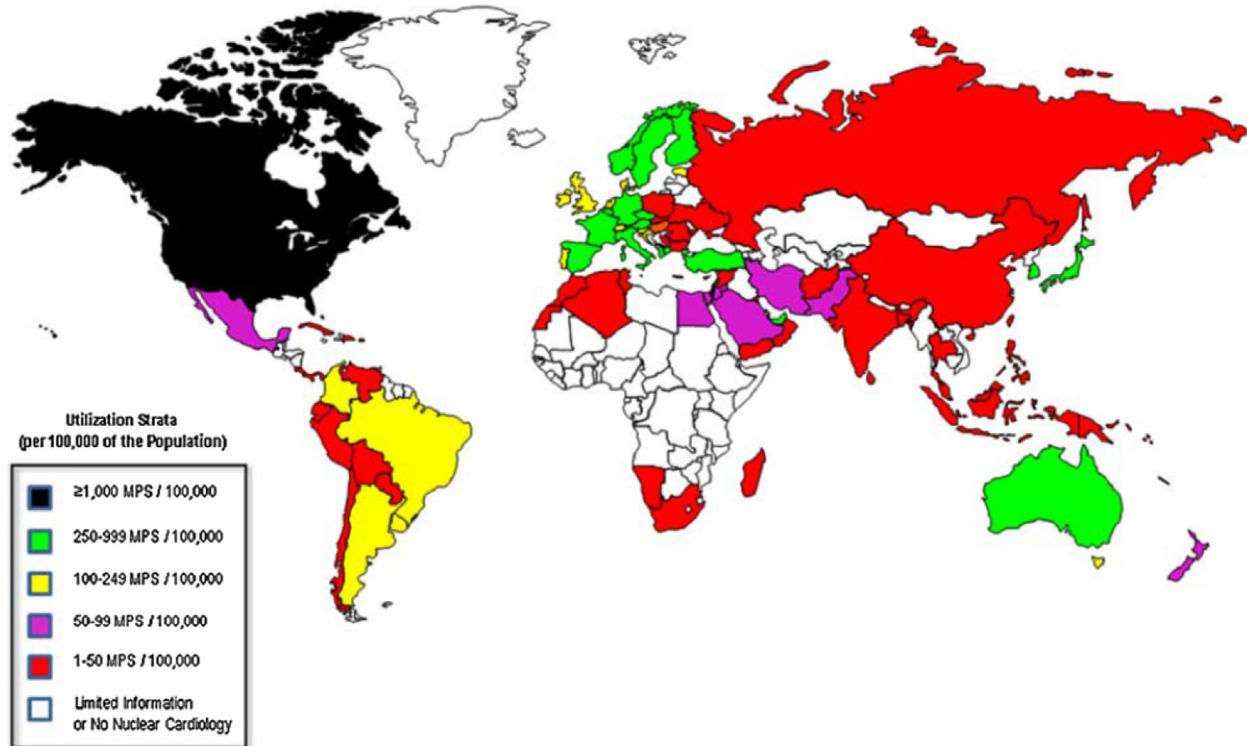 Utilization Strata
(per 100,000 of the Population)
≥1,000 MPS / 100,000
250-999 MPS / 100,000
100-249 MPS / 100,000
50-99 MPS / 100,000
1-50 MPS / 100,000
Limited Information
or No Nuclear Cardiology